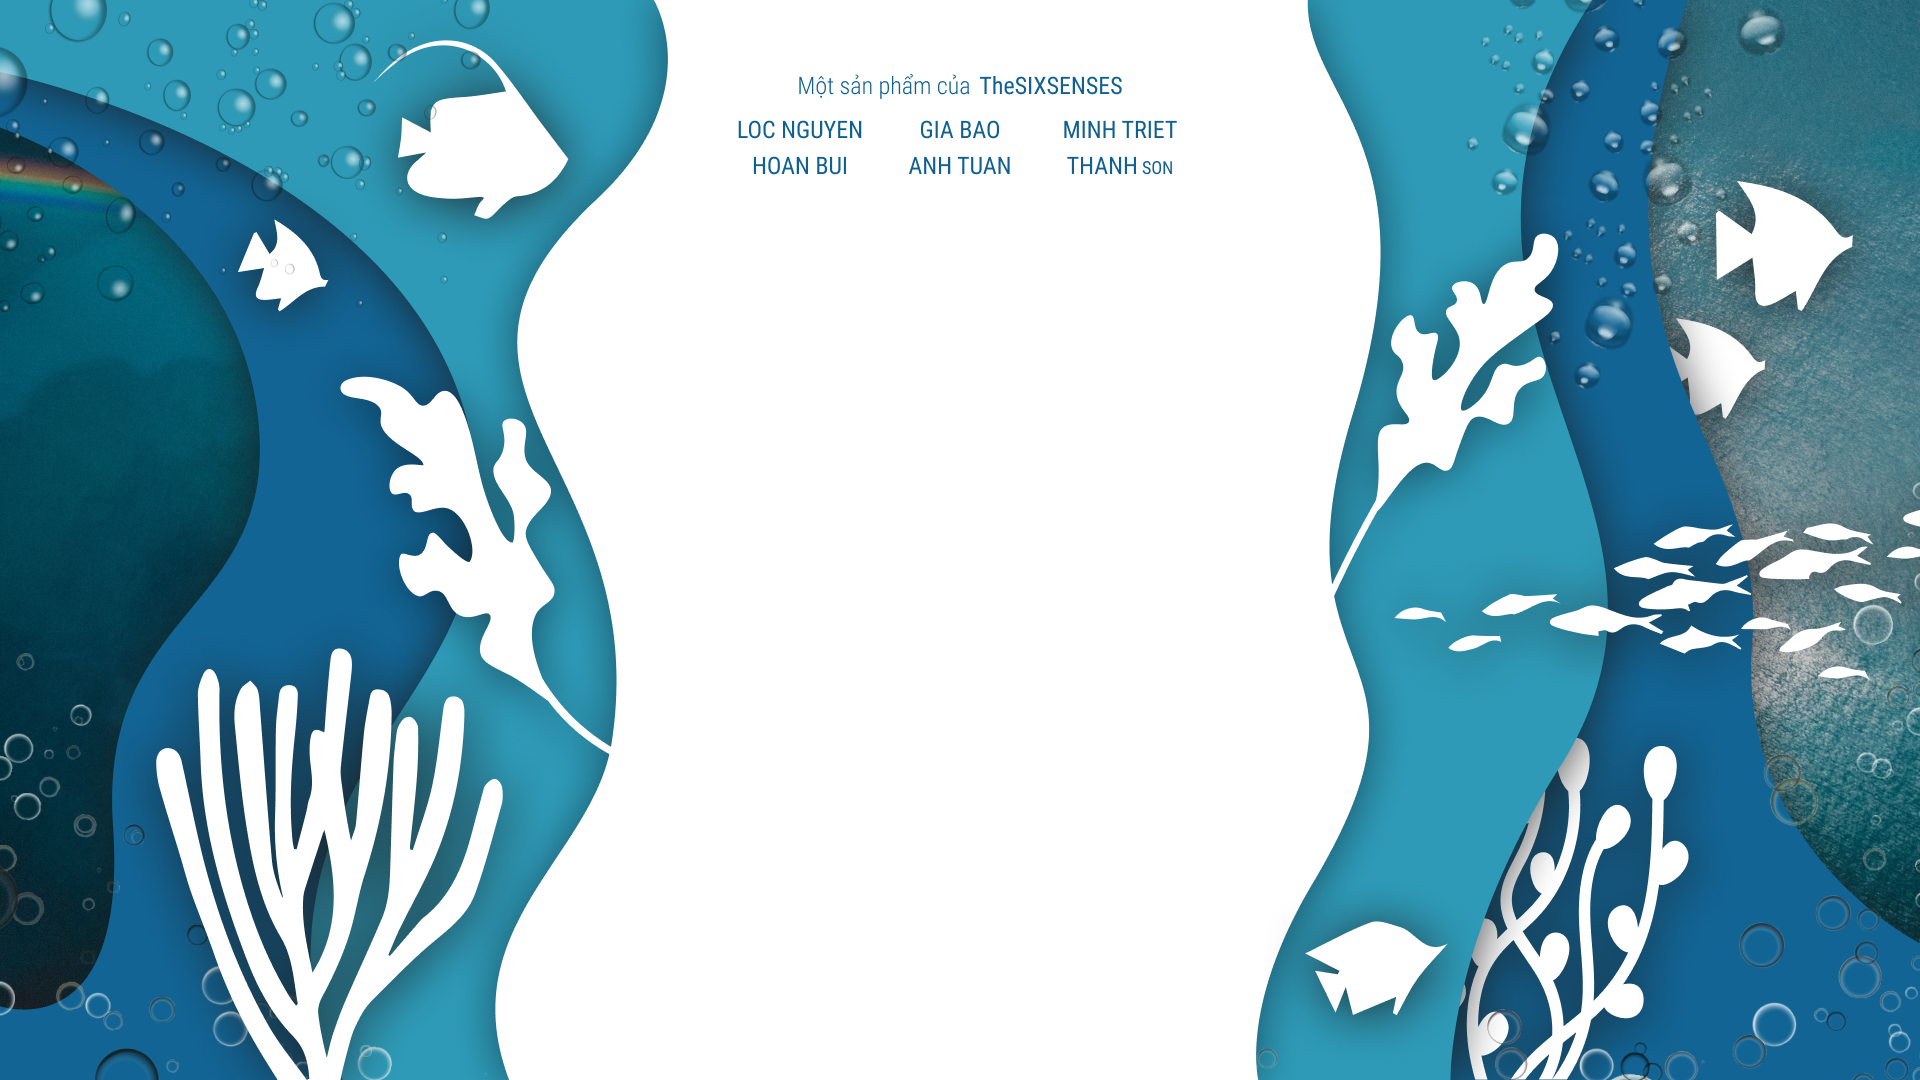 Một sản phẩm của TheSIXSENSES
LOC NGUYEN GIA BAO MINH TRIET
HOAN BUI ANH TUAN THANH SON